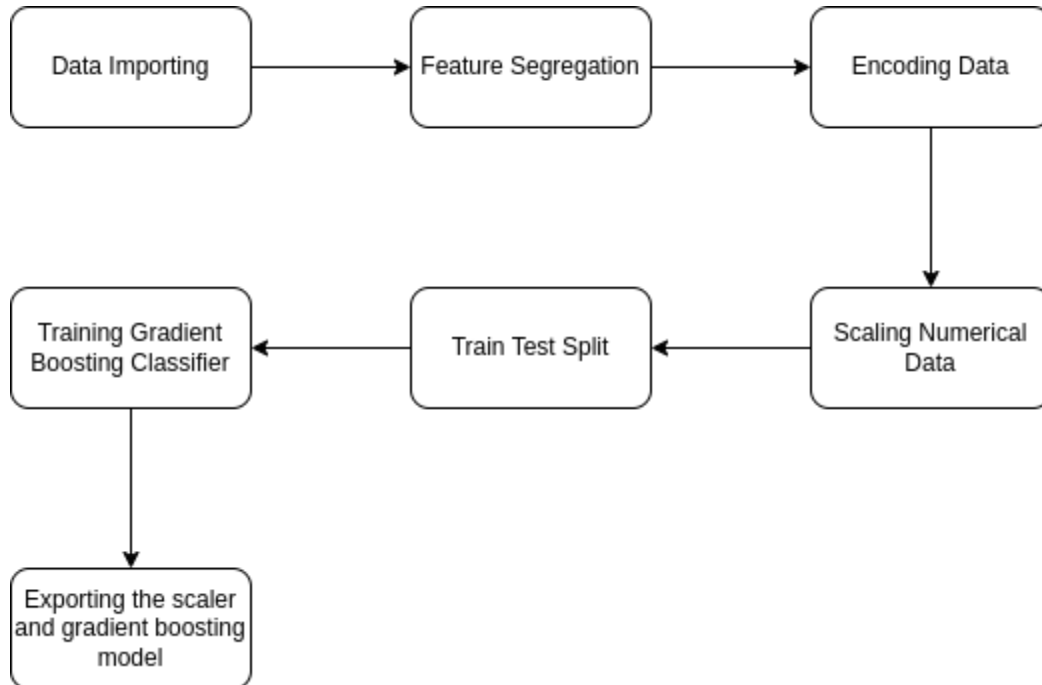 Data Importing
Feature Segregation
Encoding Data
Scaling Numerical
Data
Train Test Split
Training Gradient
Boosting Classifier
Exporting the scaler
and gradient boosting
model